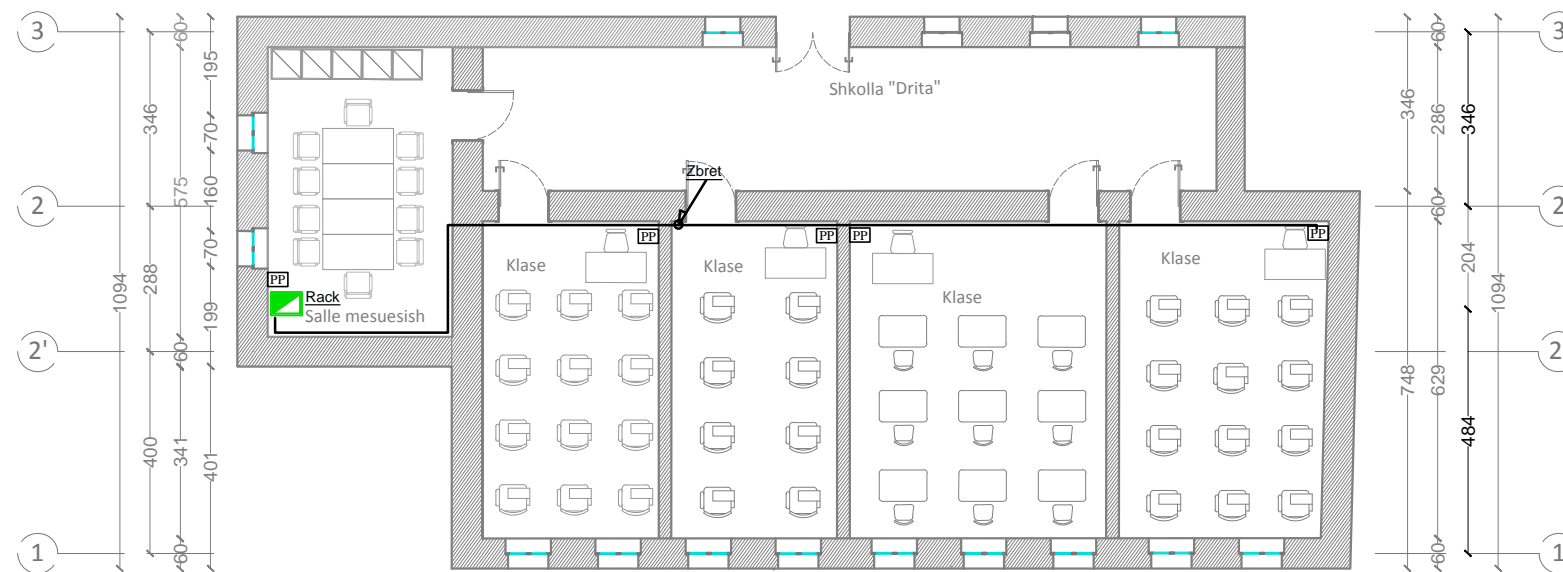 3
3
Shkolla "Drita"
Zbret
2
2
PP
PP
PP
PP
Klase
Klase
Klase
Klase
PP
Rack
Salle mesuesish
2'
2
1
1
1094
346
288
400
60
575
60
341
60
195
70
160
70
199
401
346
748
60
286
60
629
60
346
204
484
1094